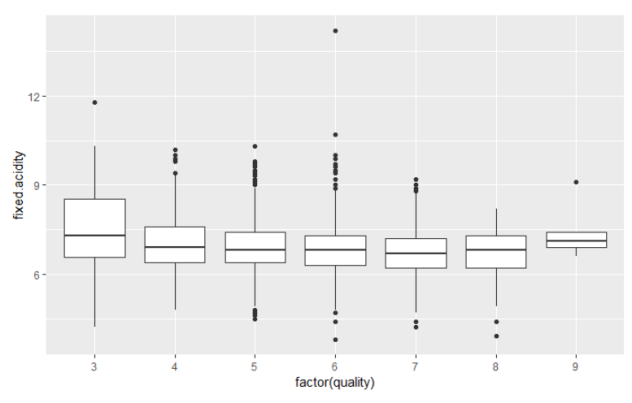 12
9
6
fixed.acidity
3 4 5 6 7 8 9
factor(quality)